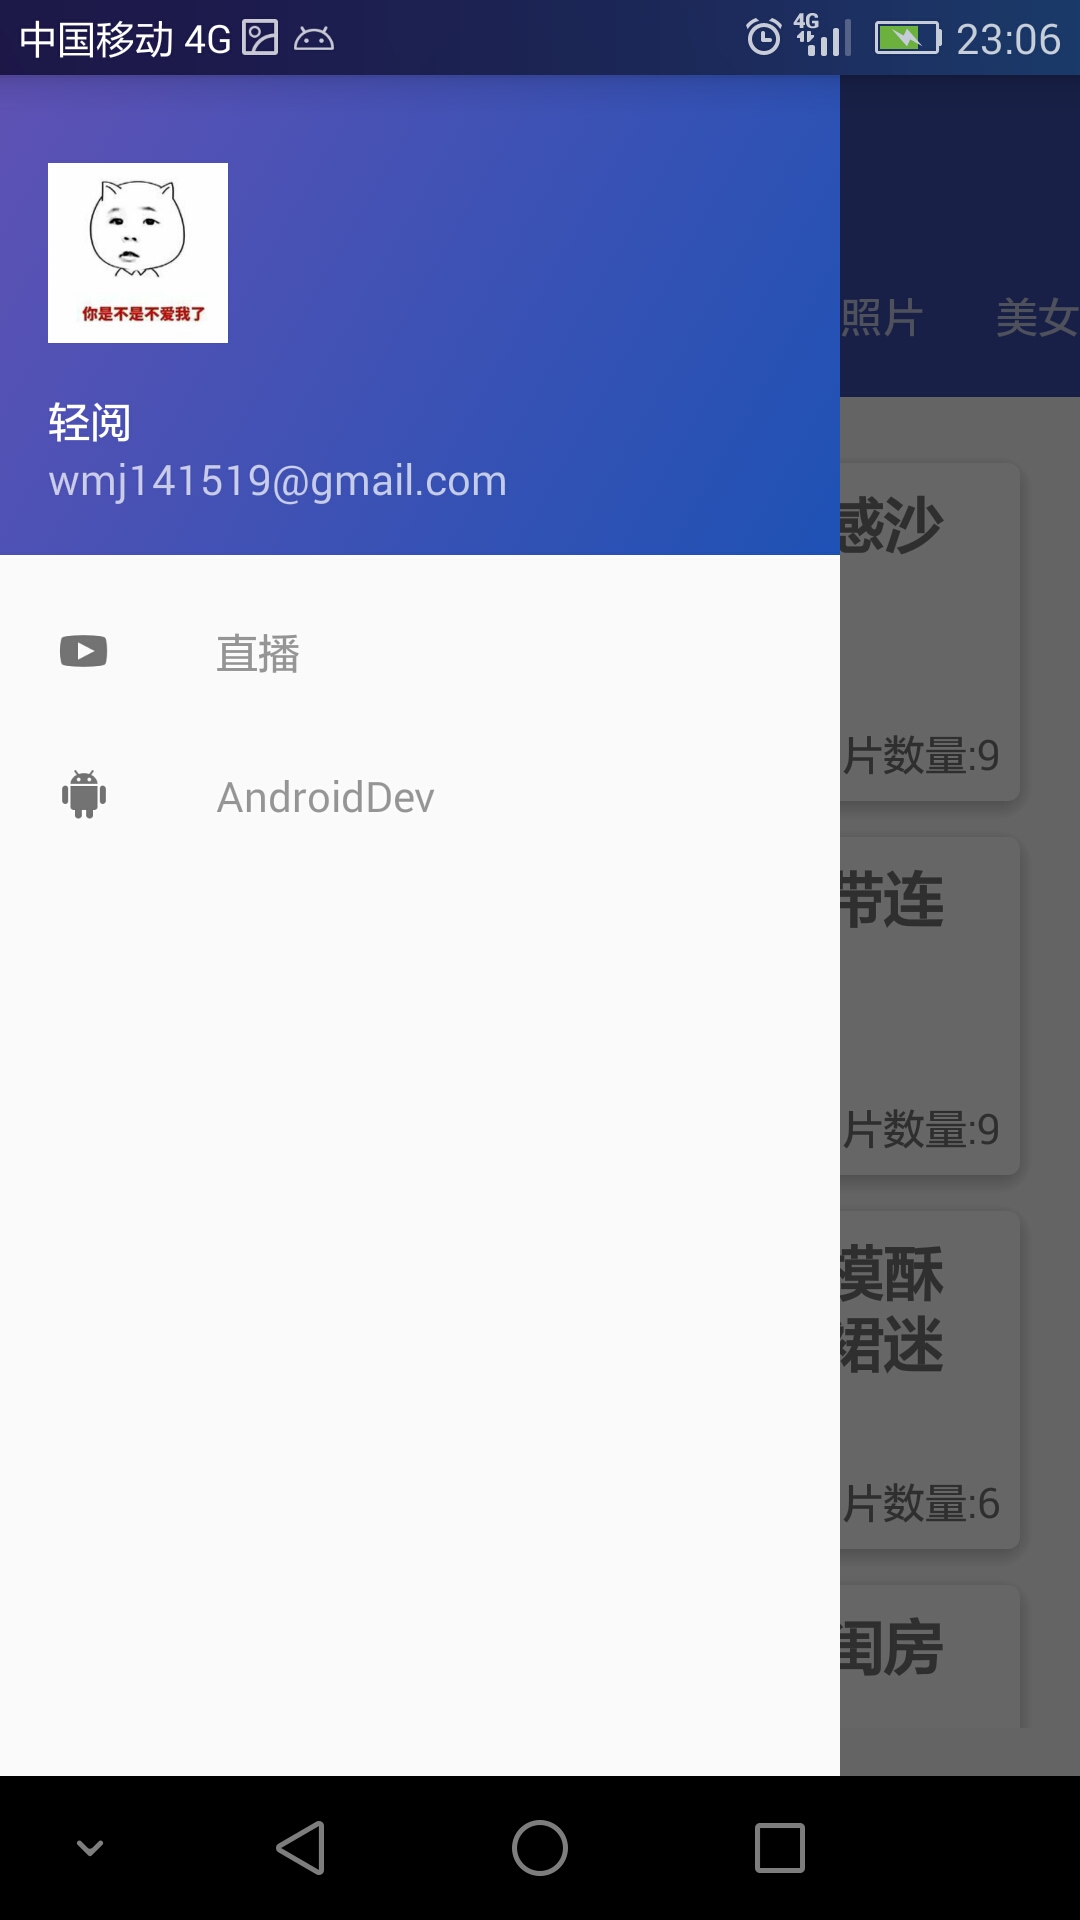 中国移动 4G
4G
23:06
你是不是不爱我了
轻阅
wmj141519@gmail.com
直播
AndroidDev
照片
美女
感沙
片数量:9
带连
片数量:9
摸酥
裙迷
片数量:6
闺房